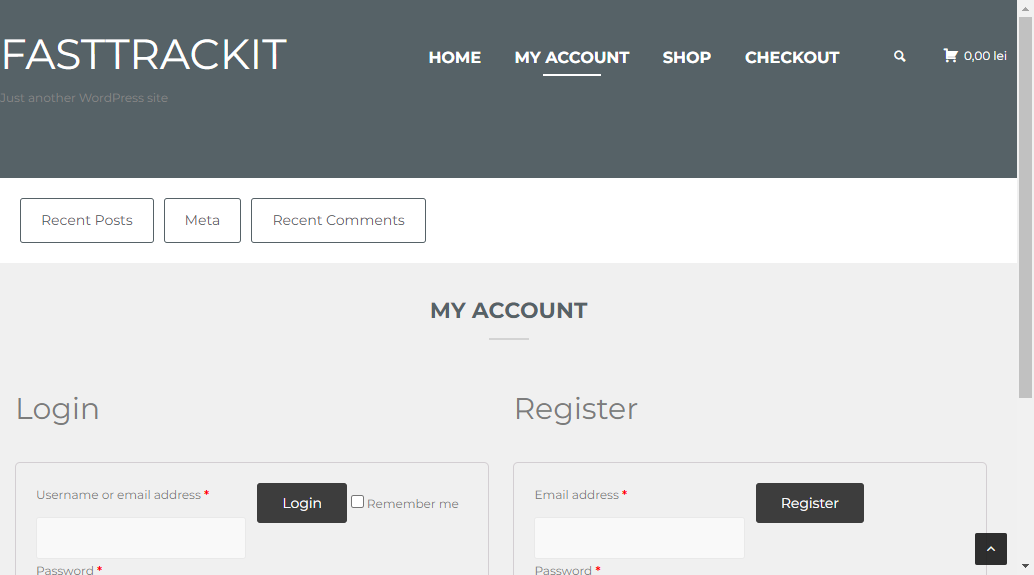 FASTTRACKIT
Just another WordPress site
HOME MY ACCOUNT SHOP CHECKOUT 0,00 lei
Recent Posts Meta Recent Comments
MY ACCOUNT
Login
Register
Username or email address *
Login
Remember me
Password *
Email address *
Register
Password *